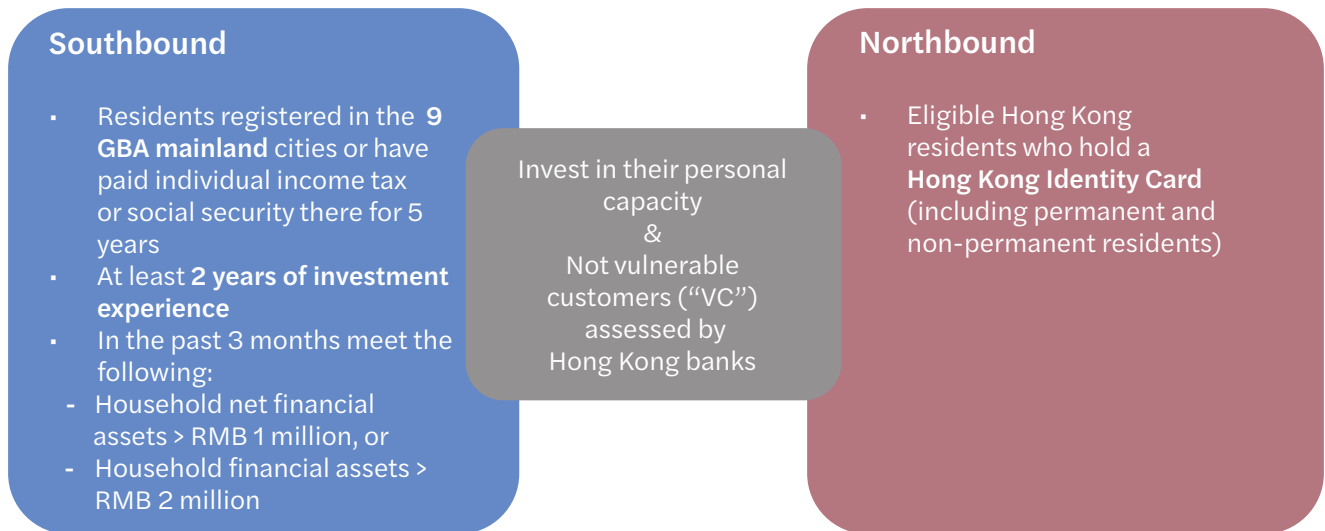 Southbound
▪ Residents registered in the 9
GBA mainland cities or have
paid individual income tax
or social security there for 5
years
▪ At least 2 years of investment
experience
▪ In the past 3 months meet the
following:
- Household net financial
assets > RMB 1 million, or
- Household financial assets >
RMB 2 million
Invest in their personal
capacity
&
Not vulnerable
customers (“VC”)
assessed by
Hong Kong banks
Northbound
▪ Eligible Hong Kong
residents who hold a
Hong Kong Identity Card
(including permanent and
non-permanent residents)